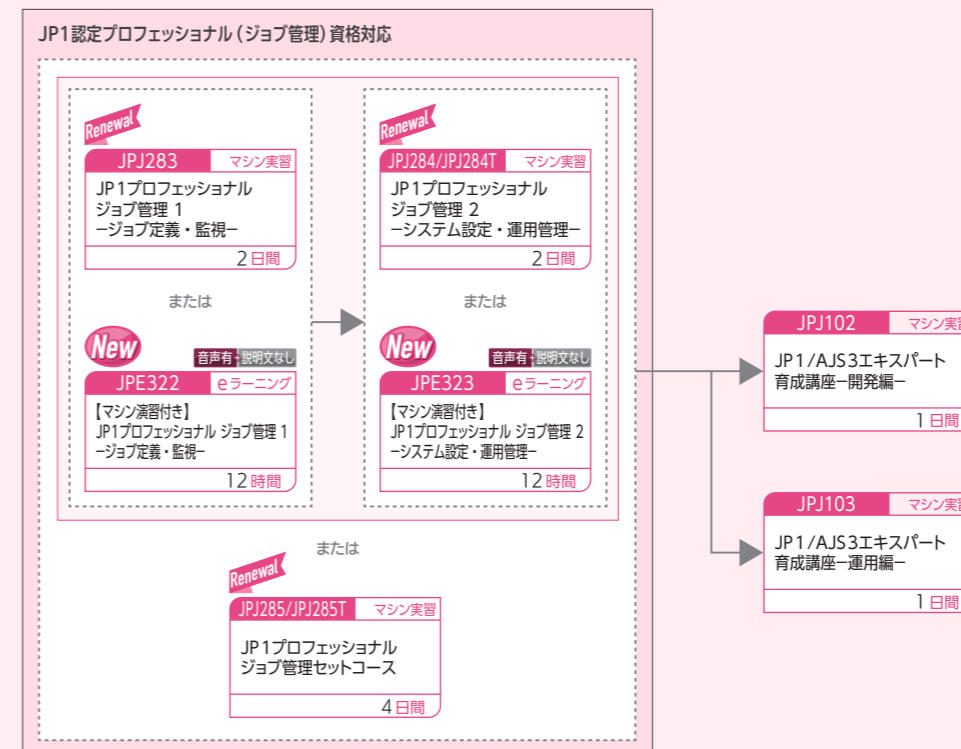 JP1認定プロフェッショナル（ジョブ管理）資格対応
Renewal
JPJ283 マシン実習
JP1プロフェッショナル
ジョブ管理 1
−ジョブ定義・監視−
2日間
または
New
音声有・説明文なし
JPE322 eラーニング
【マシン演習付き】
JP1プロフェッショナル ジョブ管理 1
−ジョブ定義・監視−
12時間
Renewal
JPJ284/JPJ284T マシン実習
JP1プロフェッショナル
ジョブ管理 2
−システム設定・運用管理−
2日間
または
New
音声有・説明文なし
JPE323 eラーニング
【マシン演習付き】
JP1プロフェッショナル ジョブ管理 2
−システム設定・運用管理−
12時間
または
Renewal
JPJ285/JPJ285T マシン実習
JP1プロフェッショナル
ジョブ管理セットコース
4日間
JPJ102 マシン実習
JP1/AJS3エキスパート
育成講座−開発編−
1日間
JPJ103 マシン実習
JP1/AJS3エキスパート
育成講座−運用編−
1日間